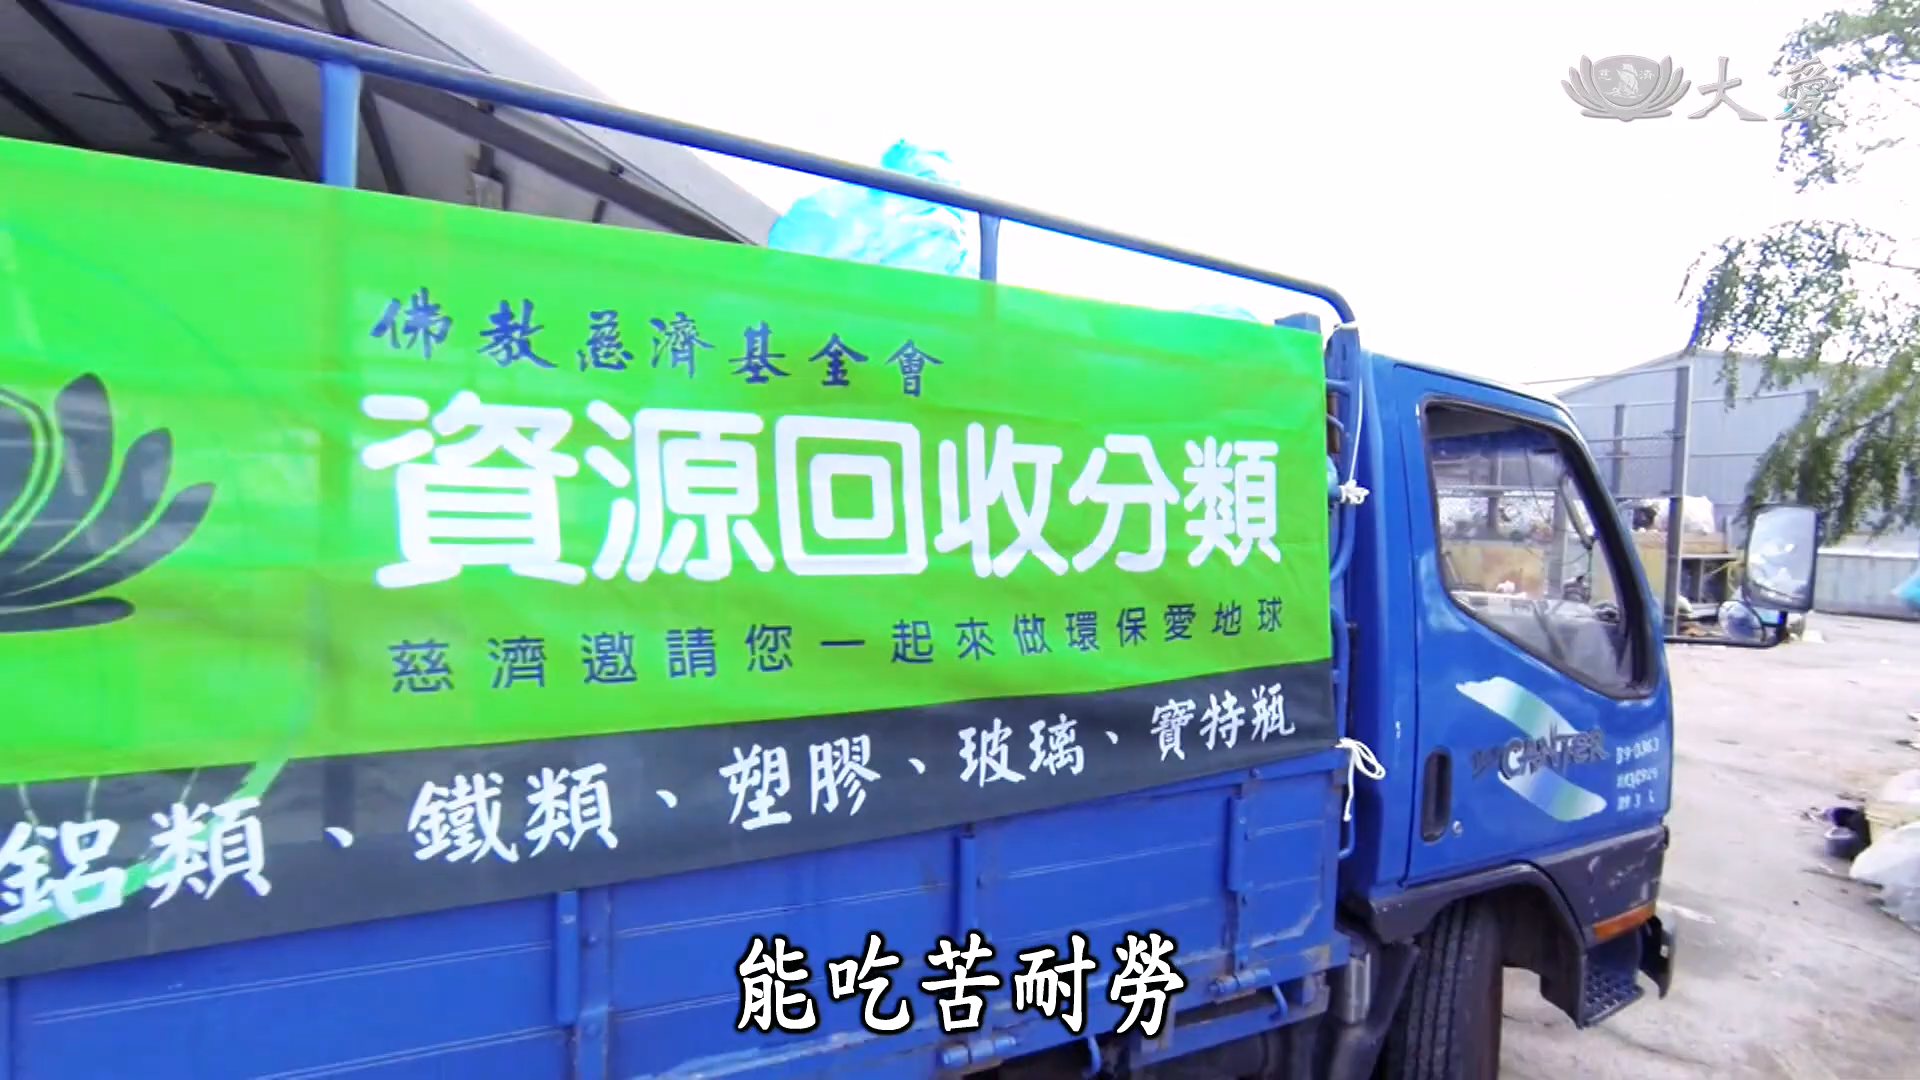 大愛
慈濟
佛教慈濟基金會
資源回收分類
慈濟邀請您一起來做環保愛地球
鋁類、鐵類、塑膠、玻璃、寶特瓶
CANTER
能吃苦耐勞